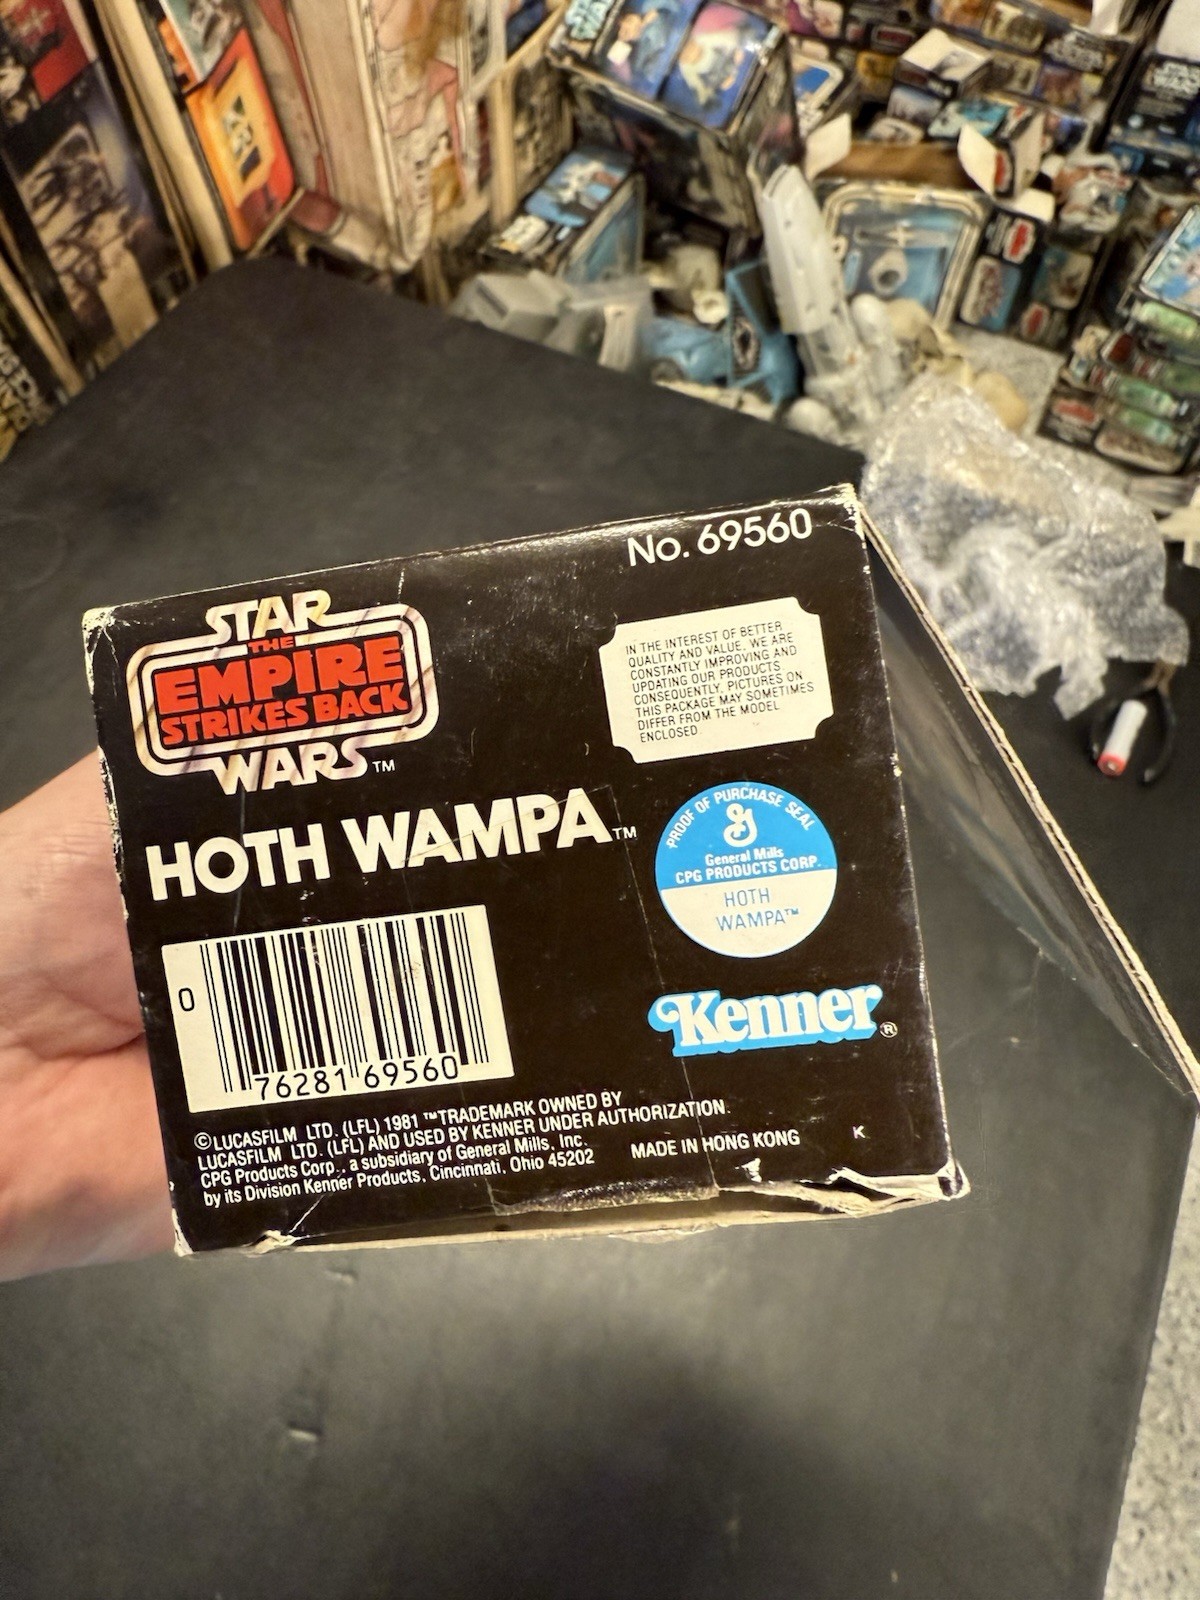 No. 69560
STAR
THE
EMPIRE
STRIKES BACK
WARS™
IN THE INTEREST OF BETTER
QUALITY AND VALUE, WE ARE
CONSTANTLY IMPROVING AND
UPDATING OUR PRODUCTS
CONSEQUENTLY, PICTURES ON
THIS PACKAGE MAY SOMETIMES
DIFFER FROM THE MODEL
ENCLOSED.
HOTH WAMPA™
PROOF OF PURCHASE SEAL
G
General Mills
CPG PRODUCTS CORP.
HOTH
WAMPA™
0 76281 69560
Kenner®
©LUCASFILM LTD. (LFL) 1981 ™TRADEMARK OWNED BY
LUCASFILM LTD. (LFL) AND USED BY KENNER UNDER AUTHORIZATION.
CPG Products Corp., a subsidiary of General Mills, Inc.
by its Division Kenner Products, Cincinnati, Ohio 45202
MADE IN HONG KONG
K